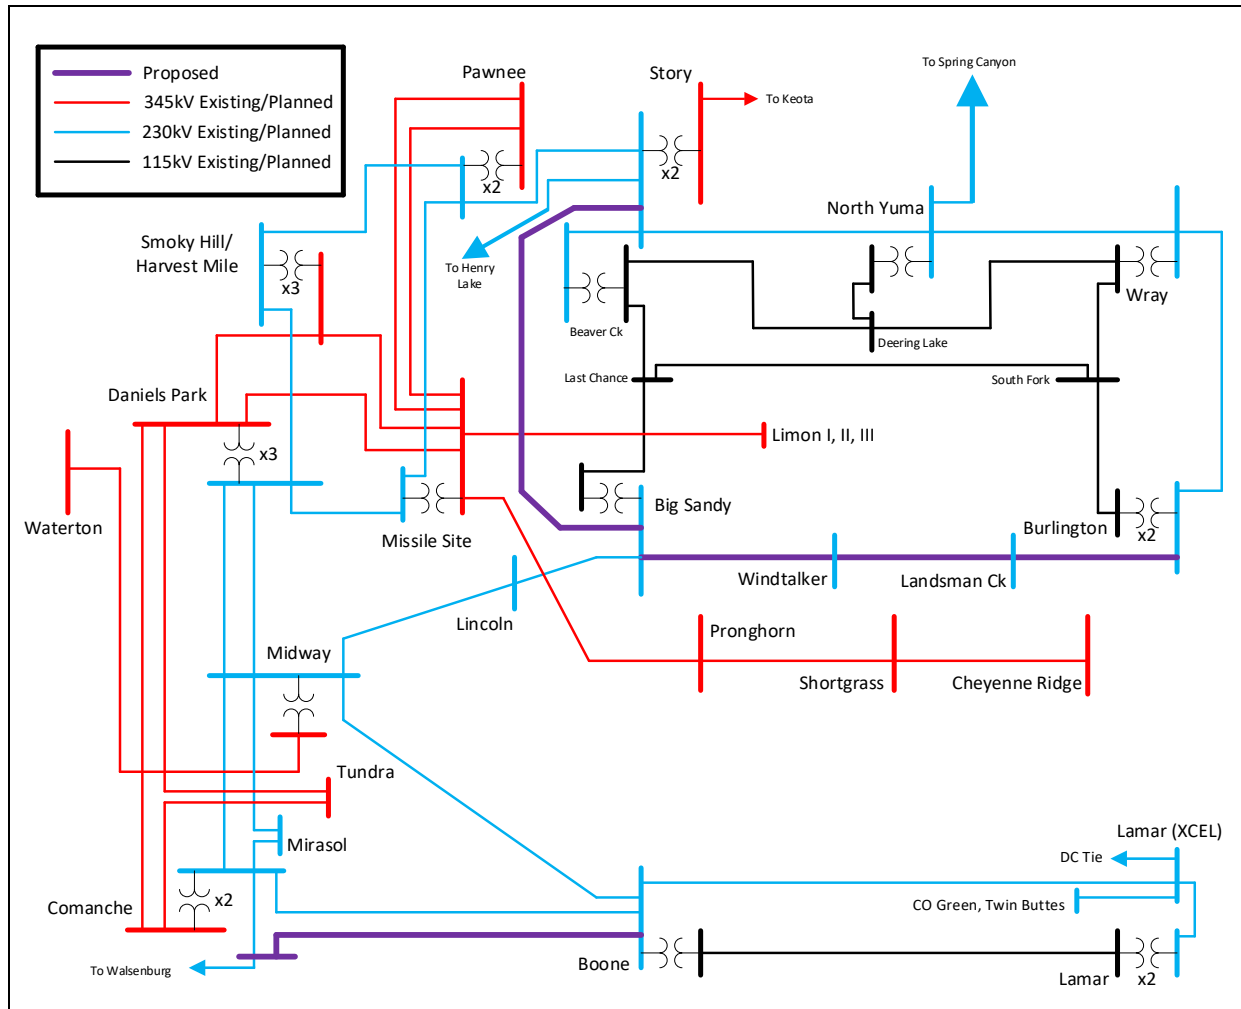 Proposed
345kV Existing/Planned
230kV Existing/Planned
115kV Existing/Planned
Pawnee
x2
Story
To Keota
x2
To Spring Canyon
North Yuma
Smoky Hill/
Harvest Mile
x3
To Henry
Lake
Wray
Beaver Ck
Deering Lake
Last Chance
South Fork
Daniels Park
x3
Limon I, II, III
Waterton
Missile Site
Big Sandy
Burlington
x2
Windtalker
Landsman Ck
Lincoln
Pronghorn
Midway
Shortgrass
Cheyenne Ridge
Tundra
Mirasol
Lamar (XCEL)
DC Tie
CO Green, Twin Buttes
Comanche
x2
To Walsenburg
Boone
Lamar
x2